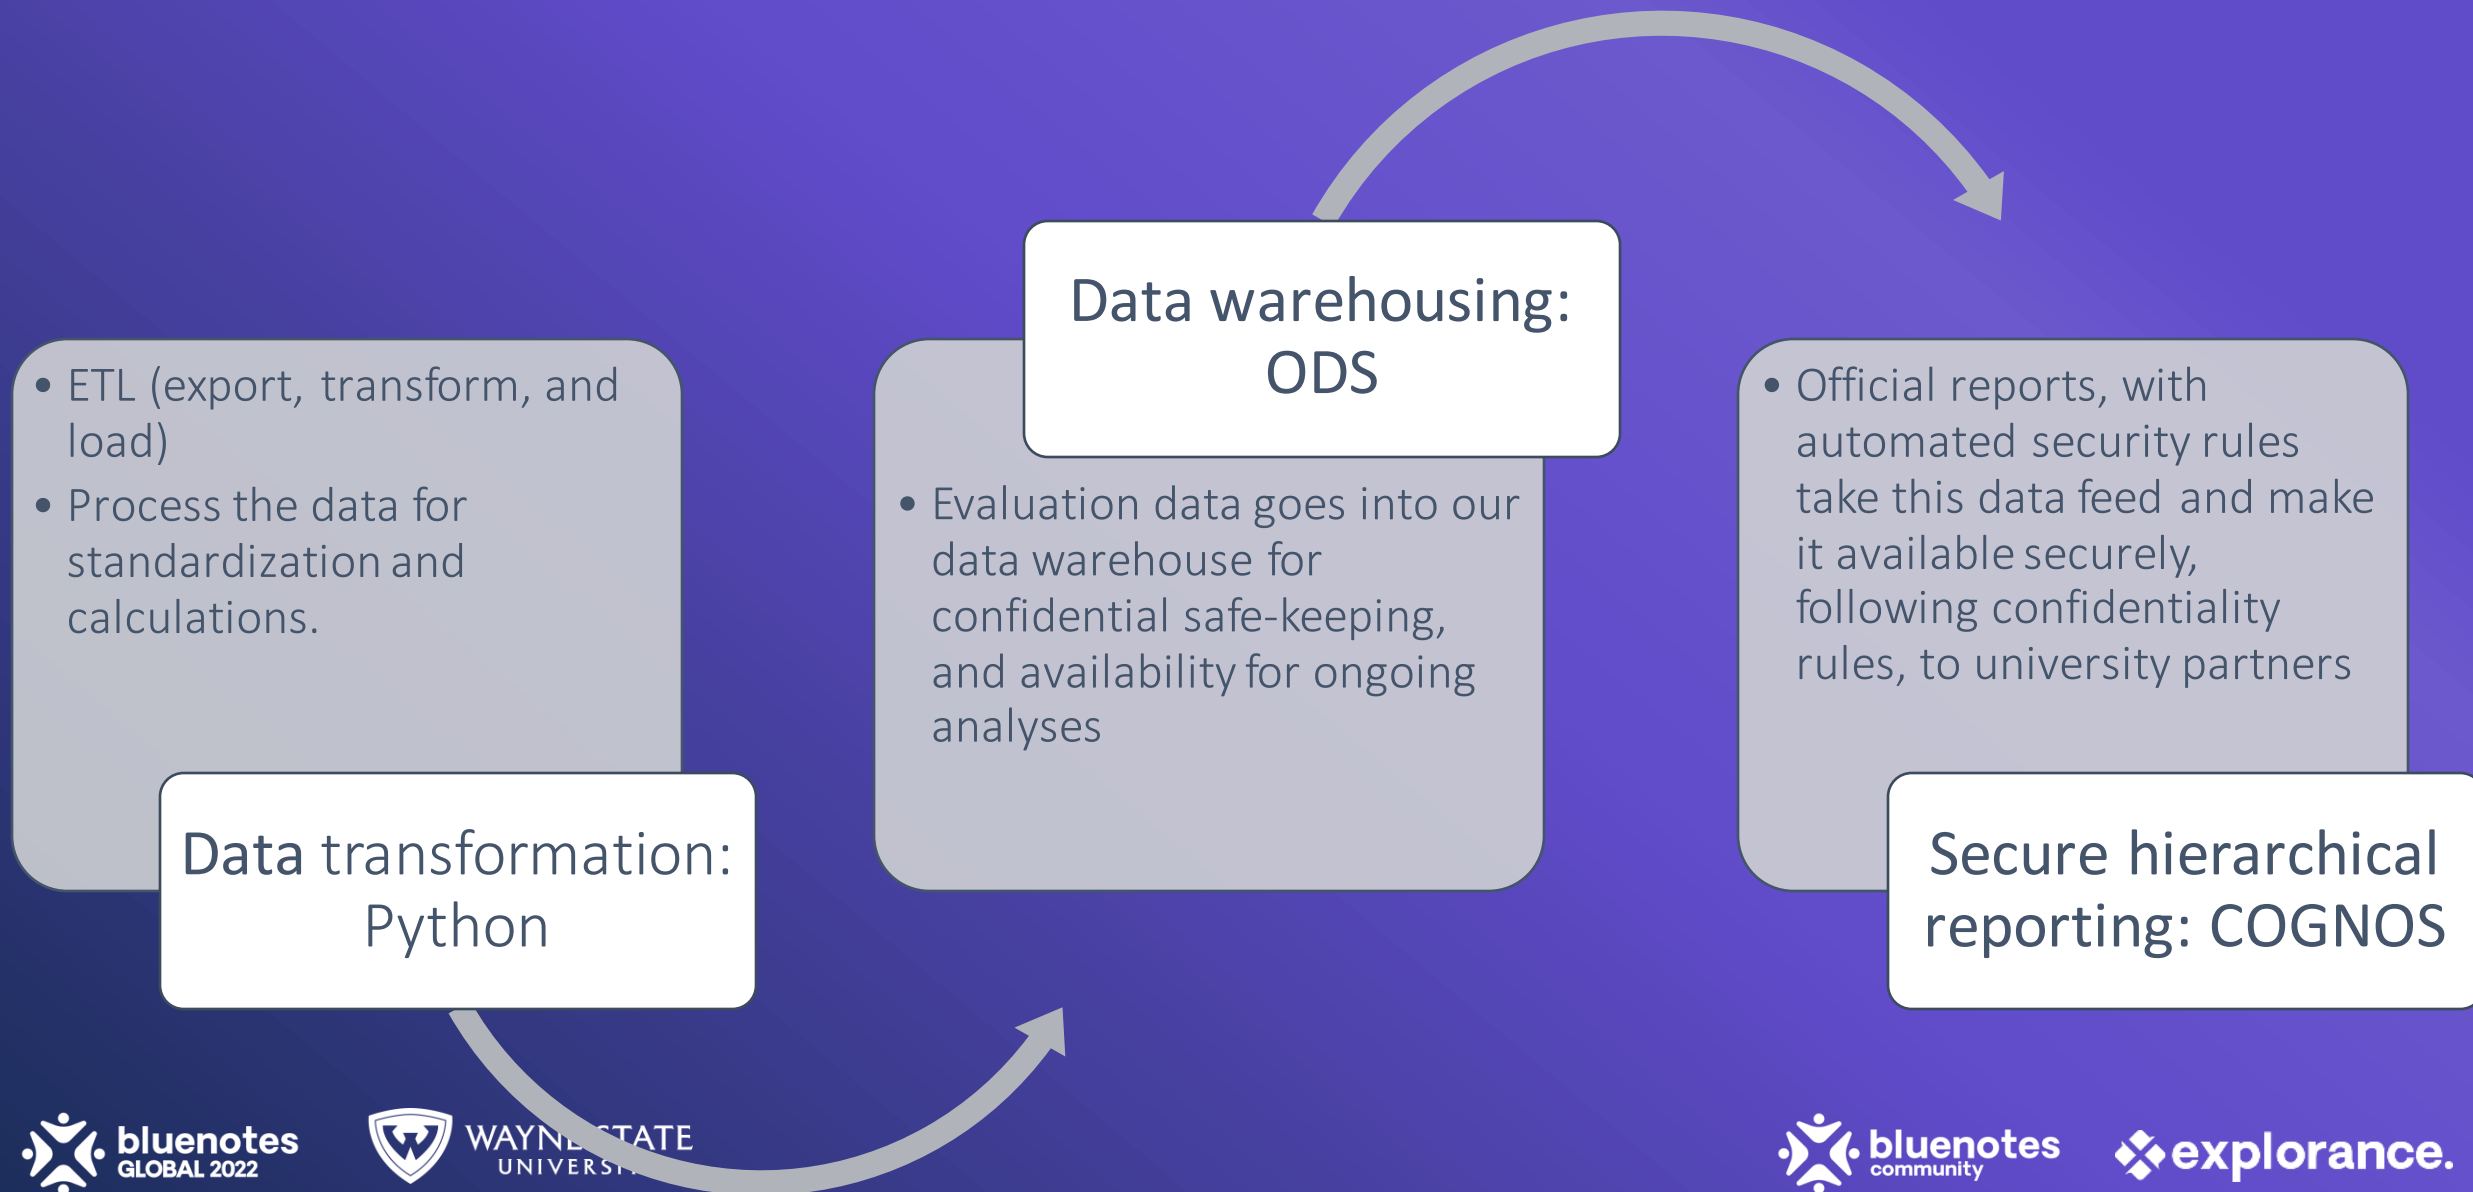 • ETL (export, transform, and
load)
• Process the data for
standardization and
calculations.
Data transformation:
Python
Data warehousing:
ODS
• Evaluation data goes into our
data warehouse for
confidential safe-keeping,
and availability for ongoing
analyses
• Official reports, with
automated security rules
take this data feed and make
it available securely,
following confidentiality
rules, to university partners
Secure hierarchical
reporting: COGNOS
bluenotes
GLOBAL 2022
WAYNE STATE
bluenotes
community
explorance.